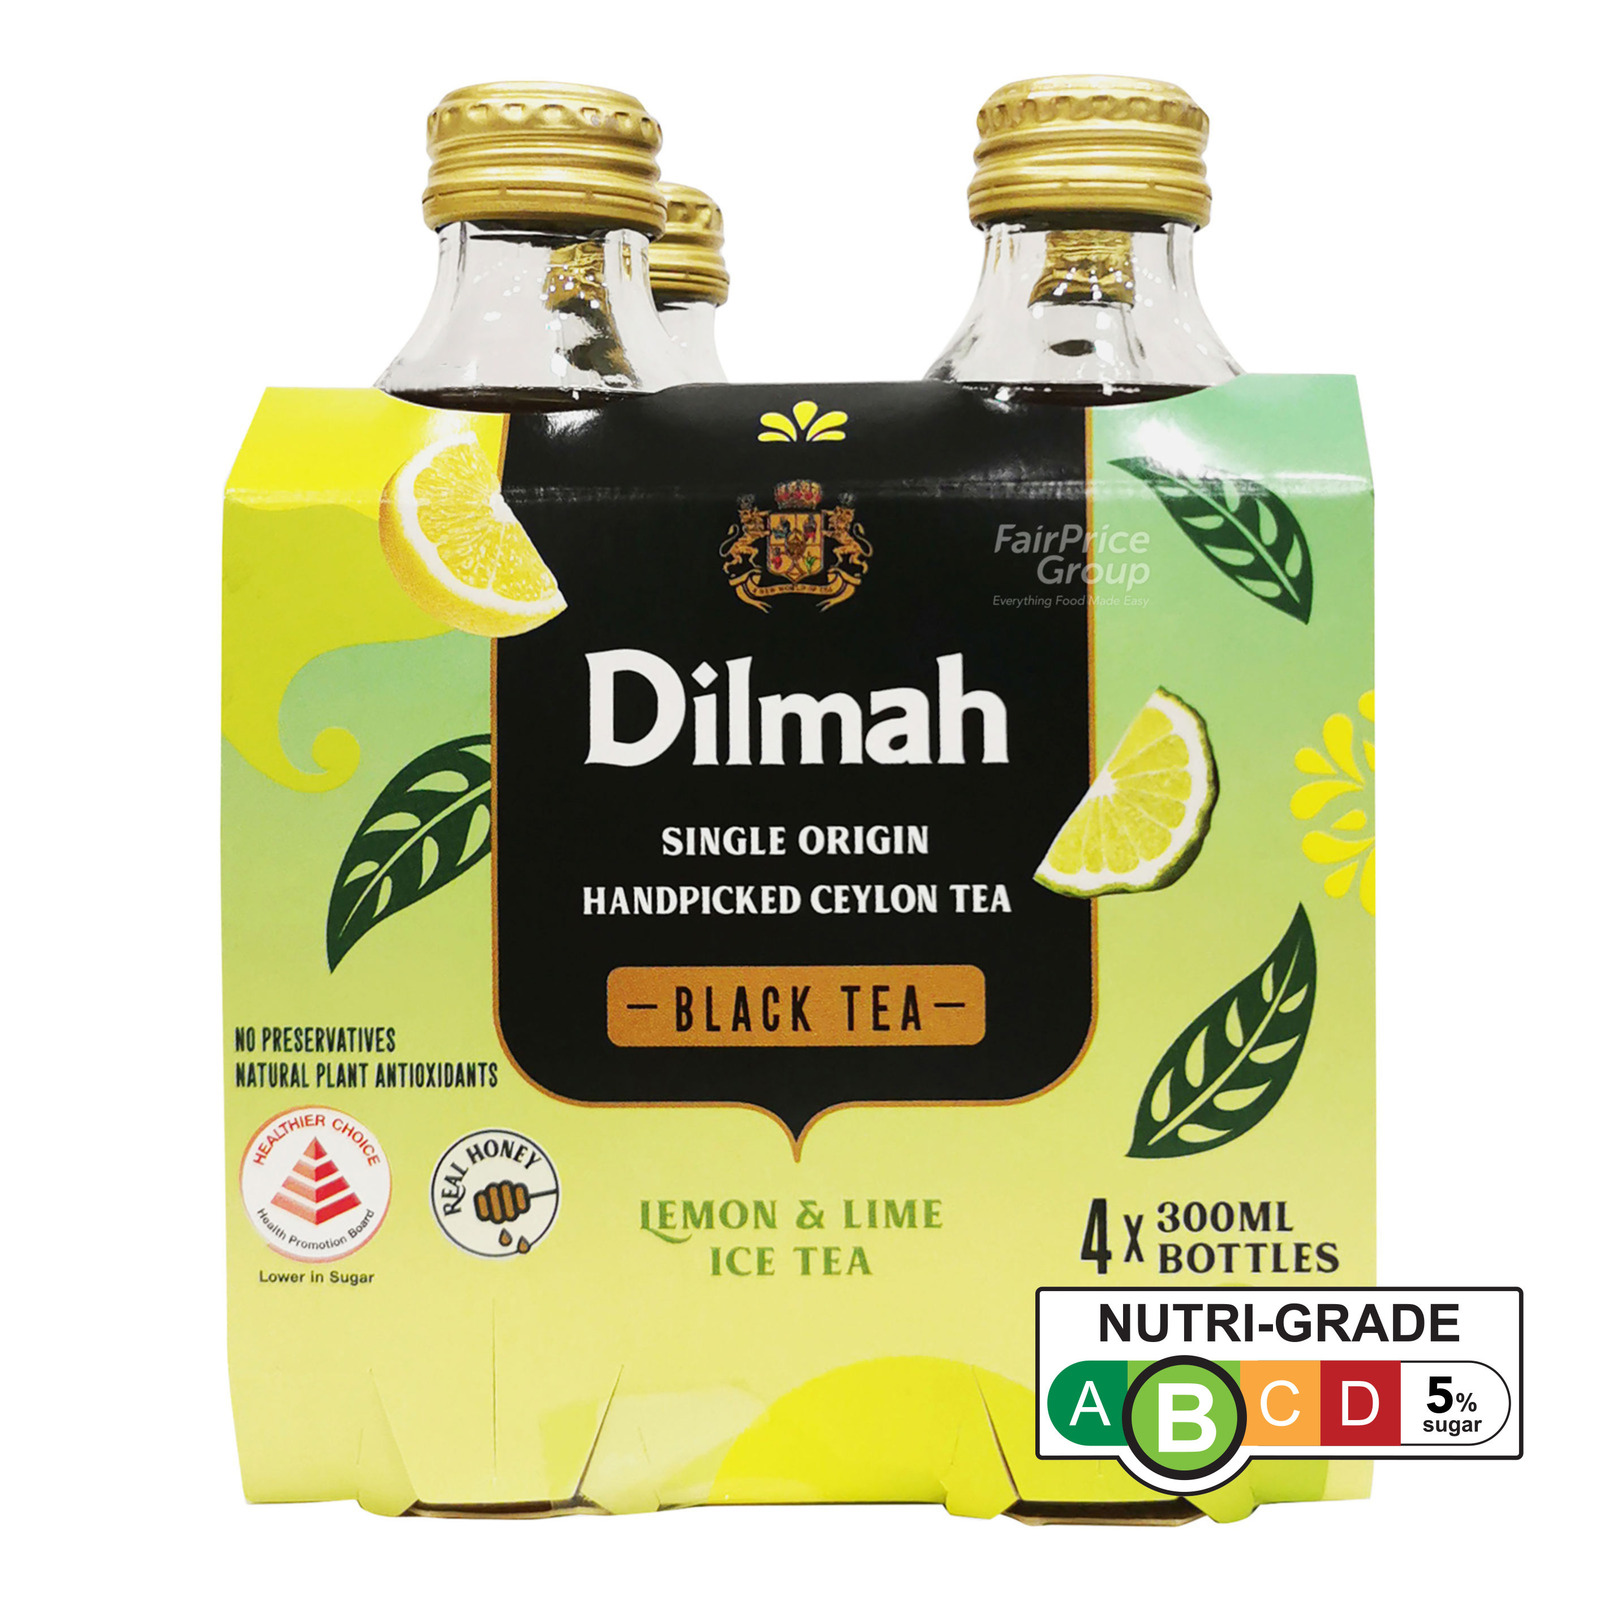 FairPrice
Group
Everything Food Made Easy
Dilmah
SINGLE ORIGIN
HANDPICKED CEYLON TEA
BLACK TEA
NO PRESERVATIVES
NATURAL PLANT ANTIOXIDANTS
HEALTHIER CHOICE
Health Promotion Board
Lower in Sugar
REAL HONEY
LEMON & LIME
ICE TEA
4 x 300ML
BOTTLES
NUTRI-GRADE
A B C D 5%
sugar